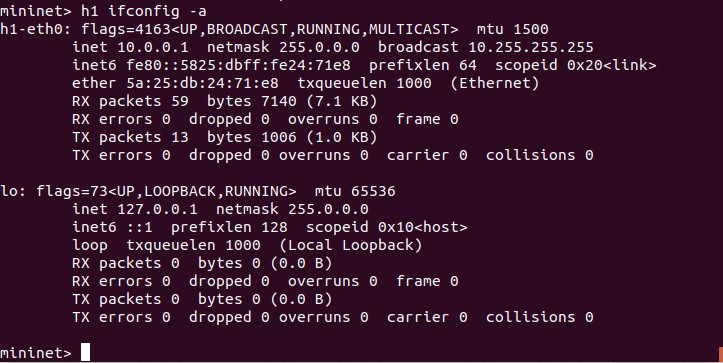 mininet> h1 ifconfig -a
h1-eth0: flags=4163<UP,BROADCAST,RUNNING,MULTICAST>  mtu 1500
        inet 10.0.0.1  netmask 255.0.0.0  broadcast 10.255.255.255
        inet6 fe80::5825:dbff:fe24:71e8  prefixlen 64  scopeid 0x20<link>
        ether 5a:25:db:24:71:e8  txqueuelen 1000  (Ethernet)
        RX packets 59  bytes 7140 (7.1 KB)
        RX errors 0  dropped 0  overruns 0  frame 0
        TX packets 13  bytes 1006 (1.0 KB)
        TX errors 0  dropped 0 overruns 0  carrier 0  collisions 0

lo: flags=73<UP,LOOPBACK,RUNNING>  mtu 65536
        inet 127.0.0.1  netmask 255.0.0.0
        inet6 ::1  prefixlen 128  scopeid 0x10<host>
        loop  txqueuelen 1000  (Local Loopback)
        RX packets 0  bytes 0 (0.0 B)
        RX errors 0  dropped 0  overruns 0  frame 0
        TX packets 0  bytes 0 (0.0 B)
        TX errors 0  dropped 0 overruns 0  carrier 0  collisions 0

mininet>